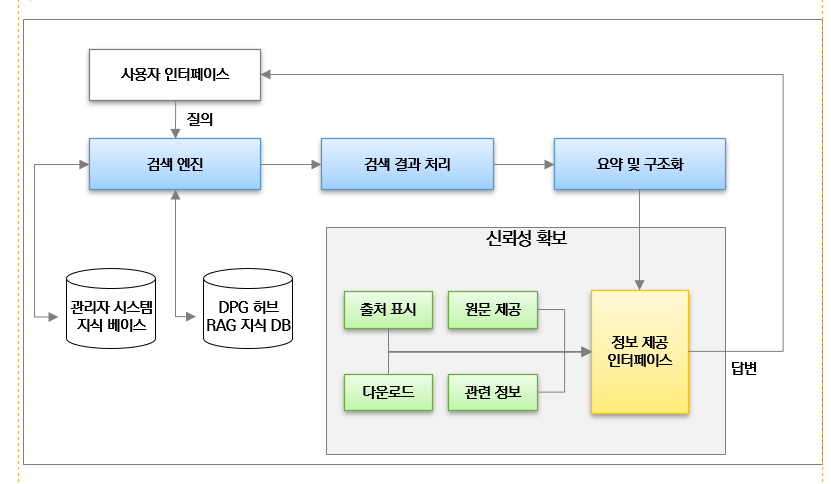 사용자 인터페이스
질의
검색 엔진
검색 결과 처리
요약 및 구조화
신뢰성 확보
관리자 시스템
지식 베이스
DPG 허브
RAG 지식 DB
출처 표시
원문 제공
정보 제공
인터페이스
답변
다운로드
관련 정보